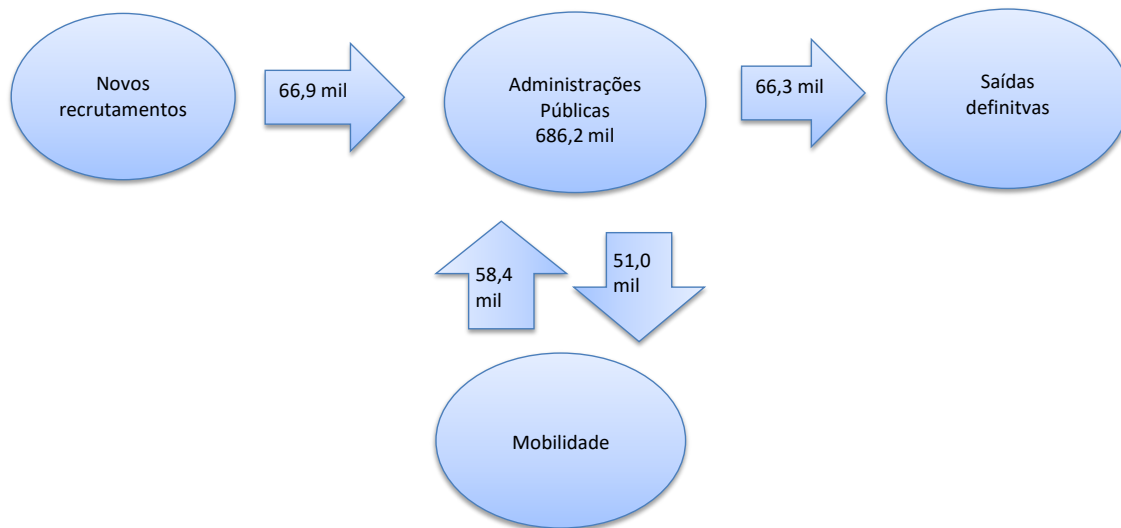 Novos
recrutamentos
66,9 mil
Administrações
Públicas
686,2 mil
66,3 mil
Saídas
definitvas
58,4
mil
51,0
mil
Mobilidade